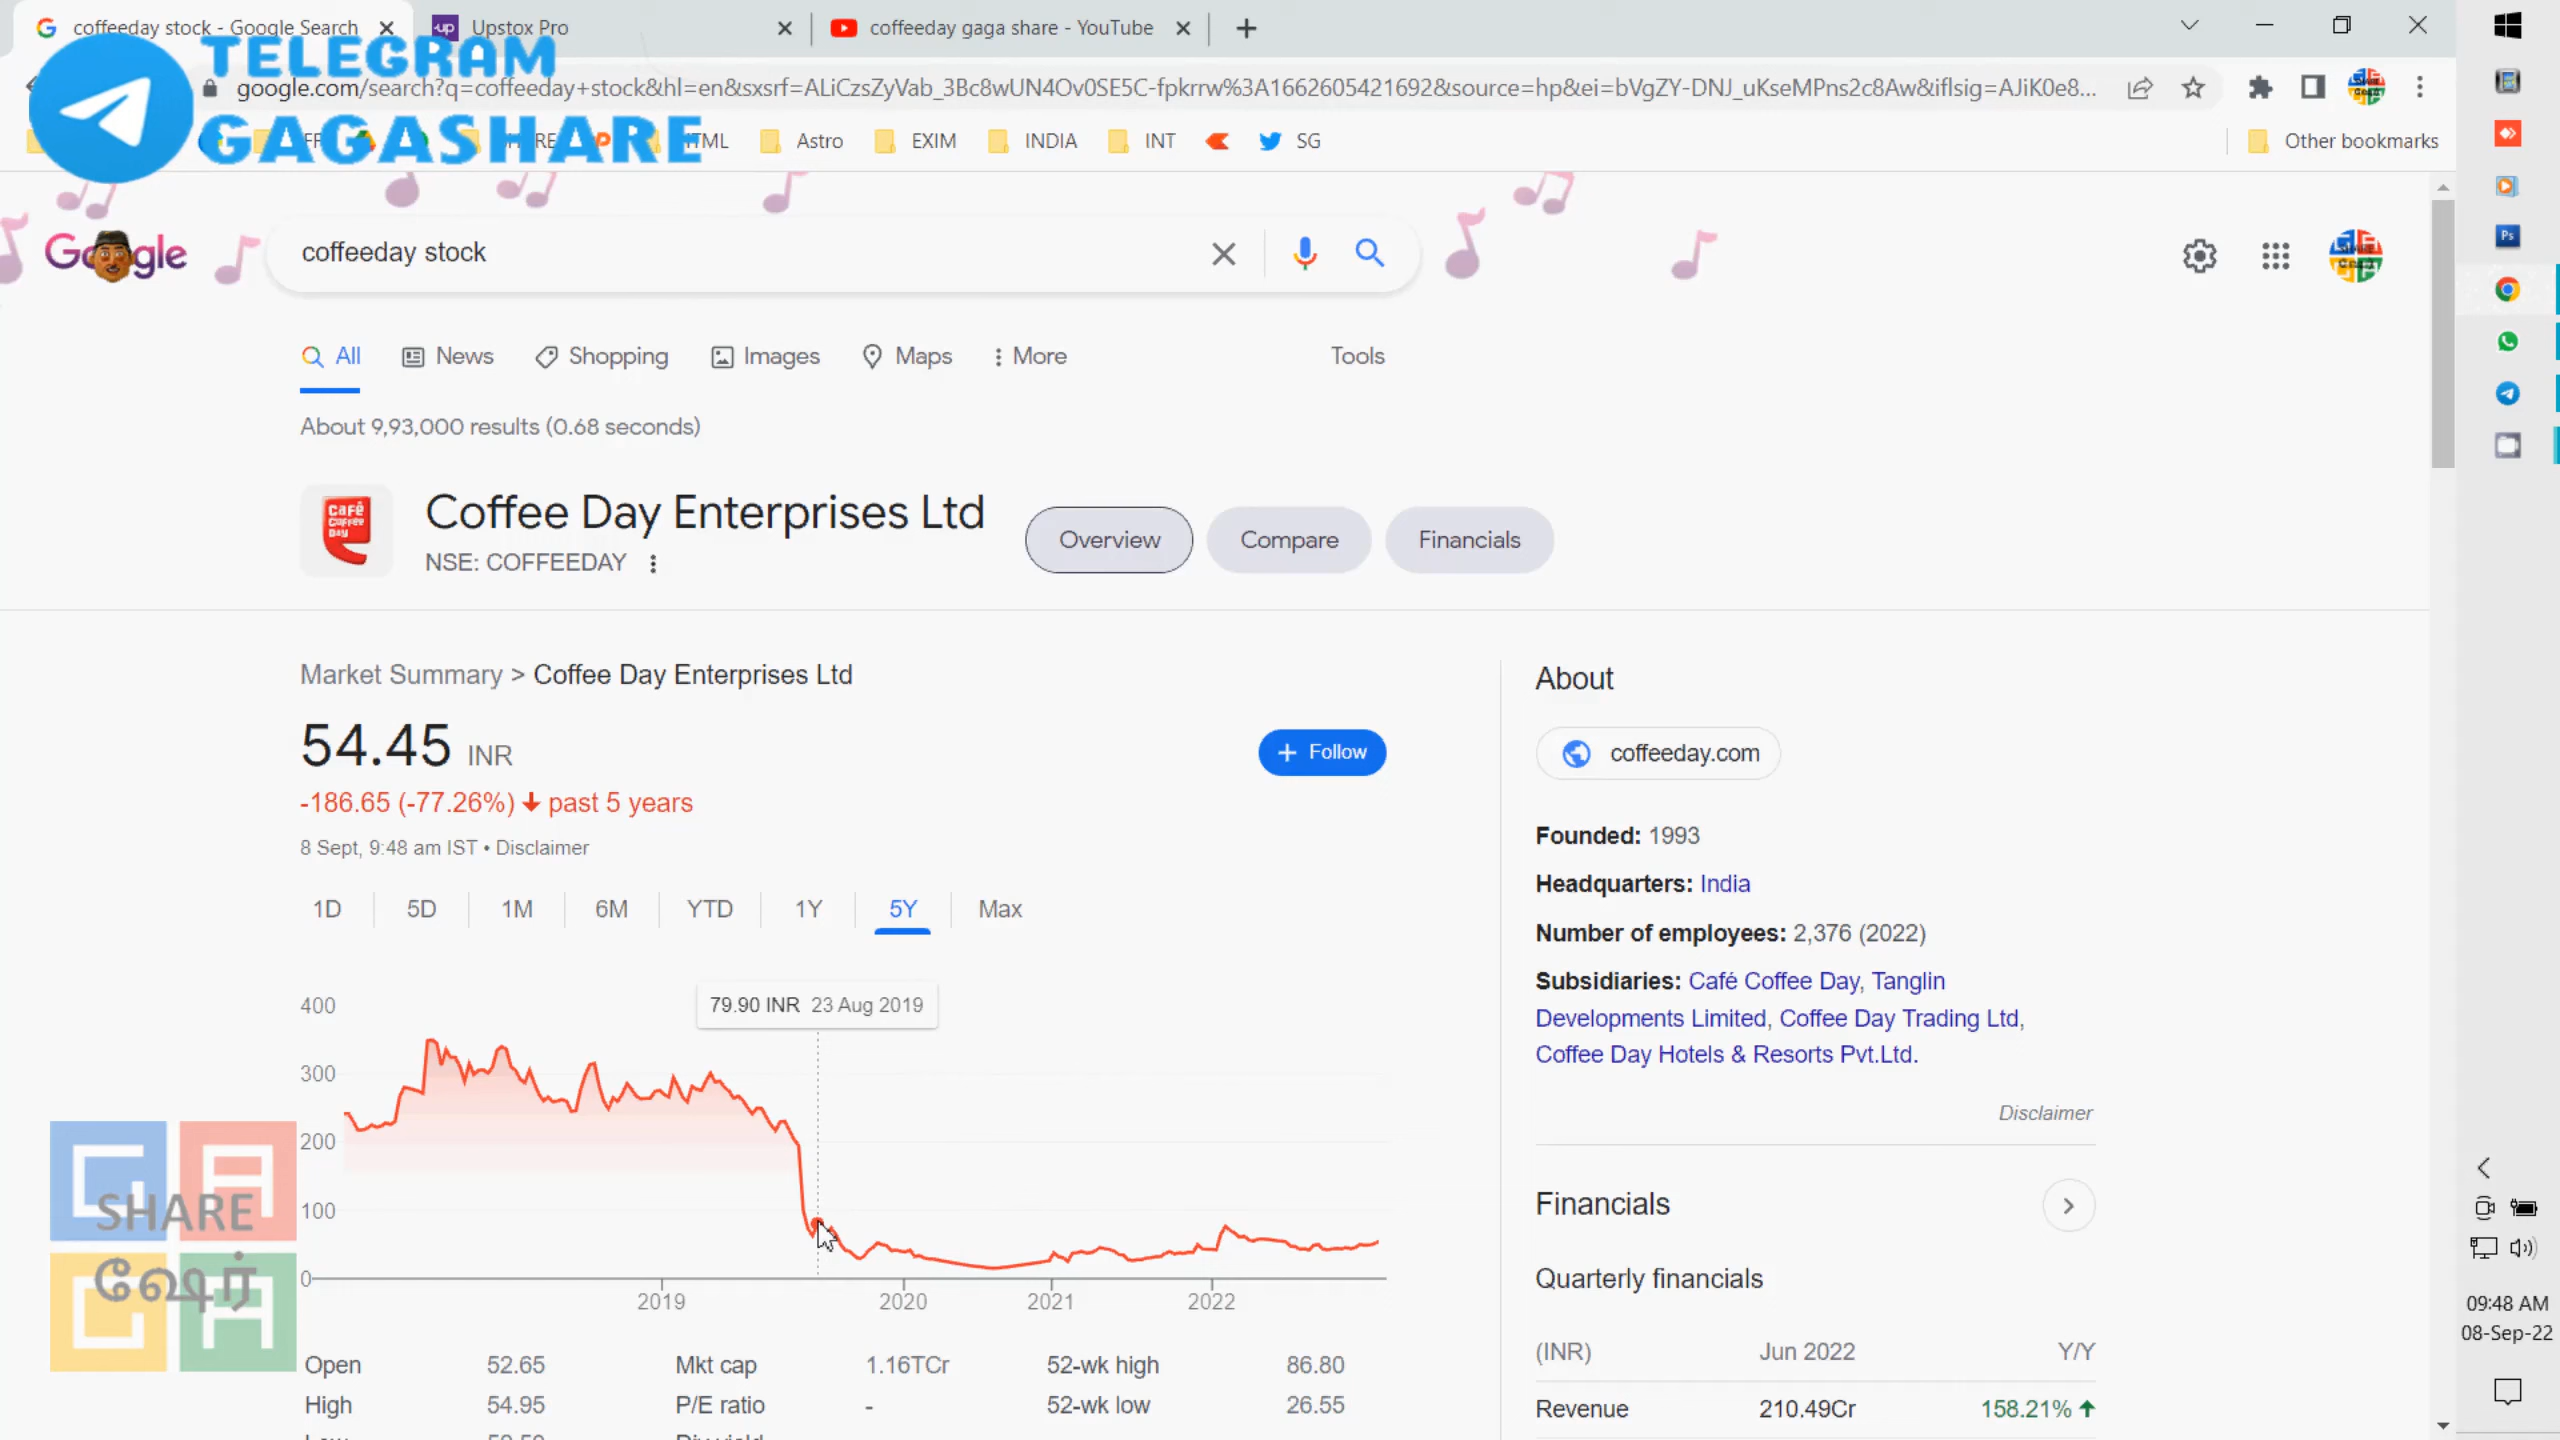 coffeeday stock - Google Search
Upstox Pro
coffeeday gaga share - YouTube
TELEGRAM
GAGASHARE
google.com/search?q=coffeeday+stock&hl=en&sxsrf=ALiCzsZyVab_3Bc8wUN4Ov0SE5C-fpkrrw%3A1662605421692&source=hp&ei=bVgZY-DNJ_uKseMPns2c8Aw&iflsig=AJiK0e8...
HTML
Astro
EXIM
INDIA
INT
SG
Other bookmarks
Google
coffeeday stock
All
News
Shopping
Images
Maps
More
Tools
About 9,93,000 results (0.68 seconds)
Café
Coffee
Day
Coffee Day Enterprises Ltd
NSE: COFFEEDAY
Overview
Compare
Financials
Market Summary > Coffee Day Enterprises Ltd
54.45 INR
+ Follow
-186.65 (-77.26%) ↓ past 5 years
8 Sept, 9:48 am IST • Disclaimer
1D 5D 1M 6M YTD 1Y 5Y Max
79.90 INR 23 Aug 2019
400
300
200
100
0
2019 2020 2021 2022
Open 52.65 Mkt cap 1.16TCr 52-wk high 86.80
High 54.95 P/E ratio - 52-wk low 26.55
About
coffeeday.com
Founded: 1993
Headquarters: India
Number of employees: 2,376 (2022)
Subsidiaries: Café Coffee Day, Tanglin
Developments Limited, Coffee Day Trading Ltd,
Coffee Day Hotels & Resorts Pvt.Ltd.
Disclaimer
Financials
Quarterly financials
(INR) Jun 2022 Y/Y
Revenue 210.49Cr 158.21% ↑
GA
SHARE
ஷேர்
GA
Ps
09:48 AM
08-Sep-22